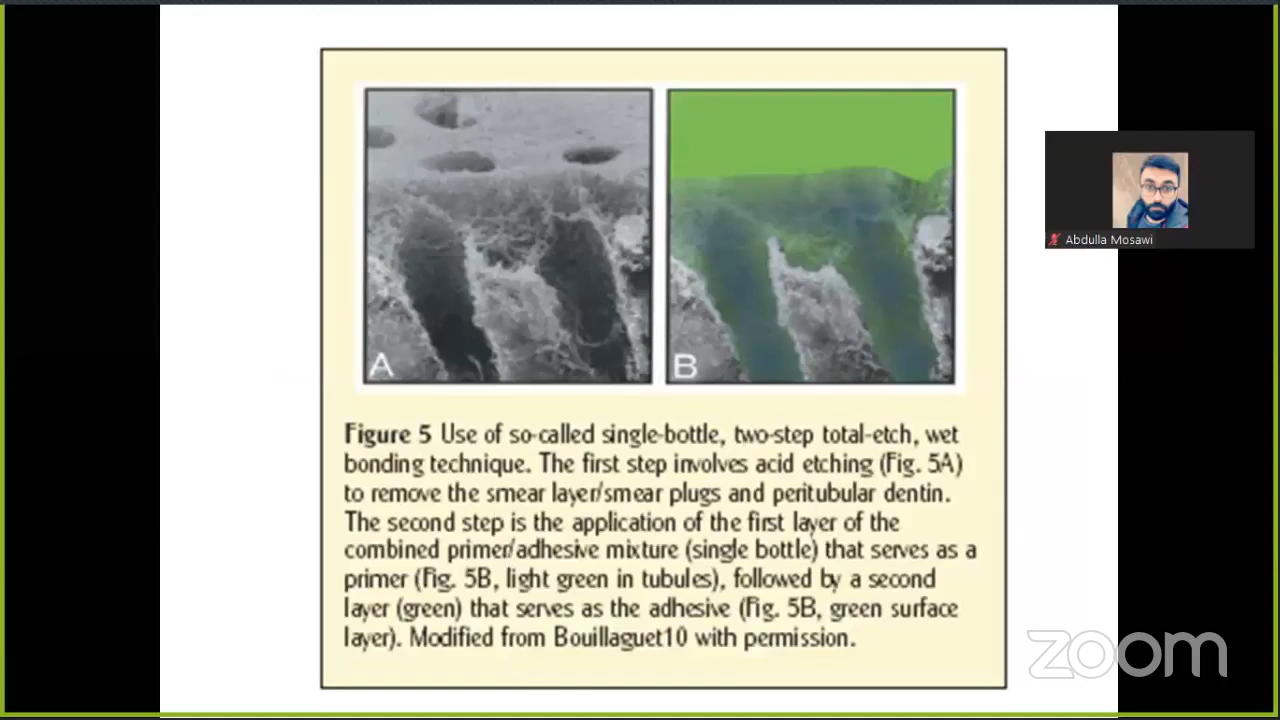 A
B
Figure 5 Use of so-called single-bottle, two-step total-etch, wet
bonding technique. The first step involves acid etching (Fig. 5A)
to remove the smear layer/smear plugs and peritubular dentin.
The second step is the application of the first layer of the
combined primer/adhesive mixture (single bottle) that serves as a
primer (Fig. 5B, light green in tubules), followed by a second
layer (green) that serves as the adhesive (Fig. 5B, green surface
layer). Modified from Bouillaguet10 with permission.
Abdulla Mosawi
zoom